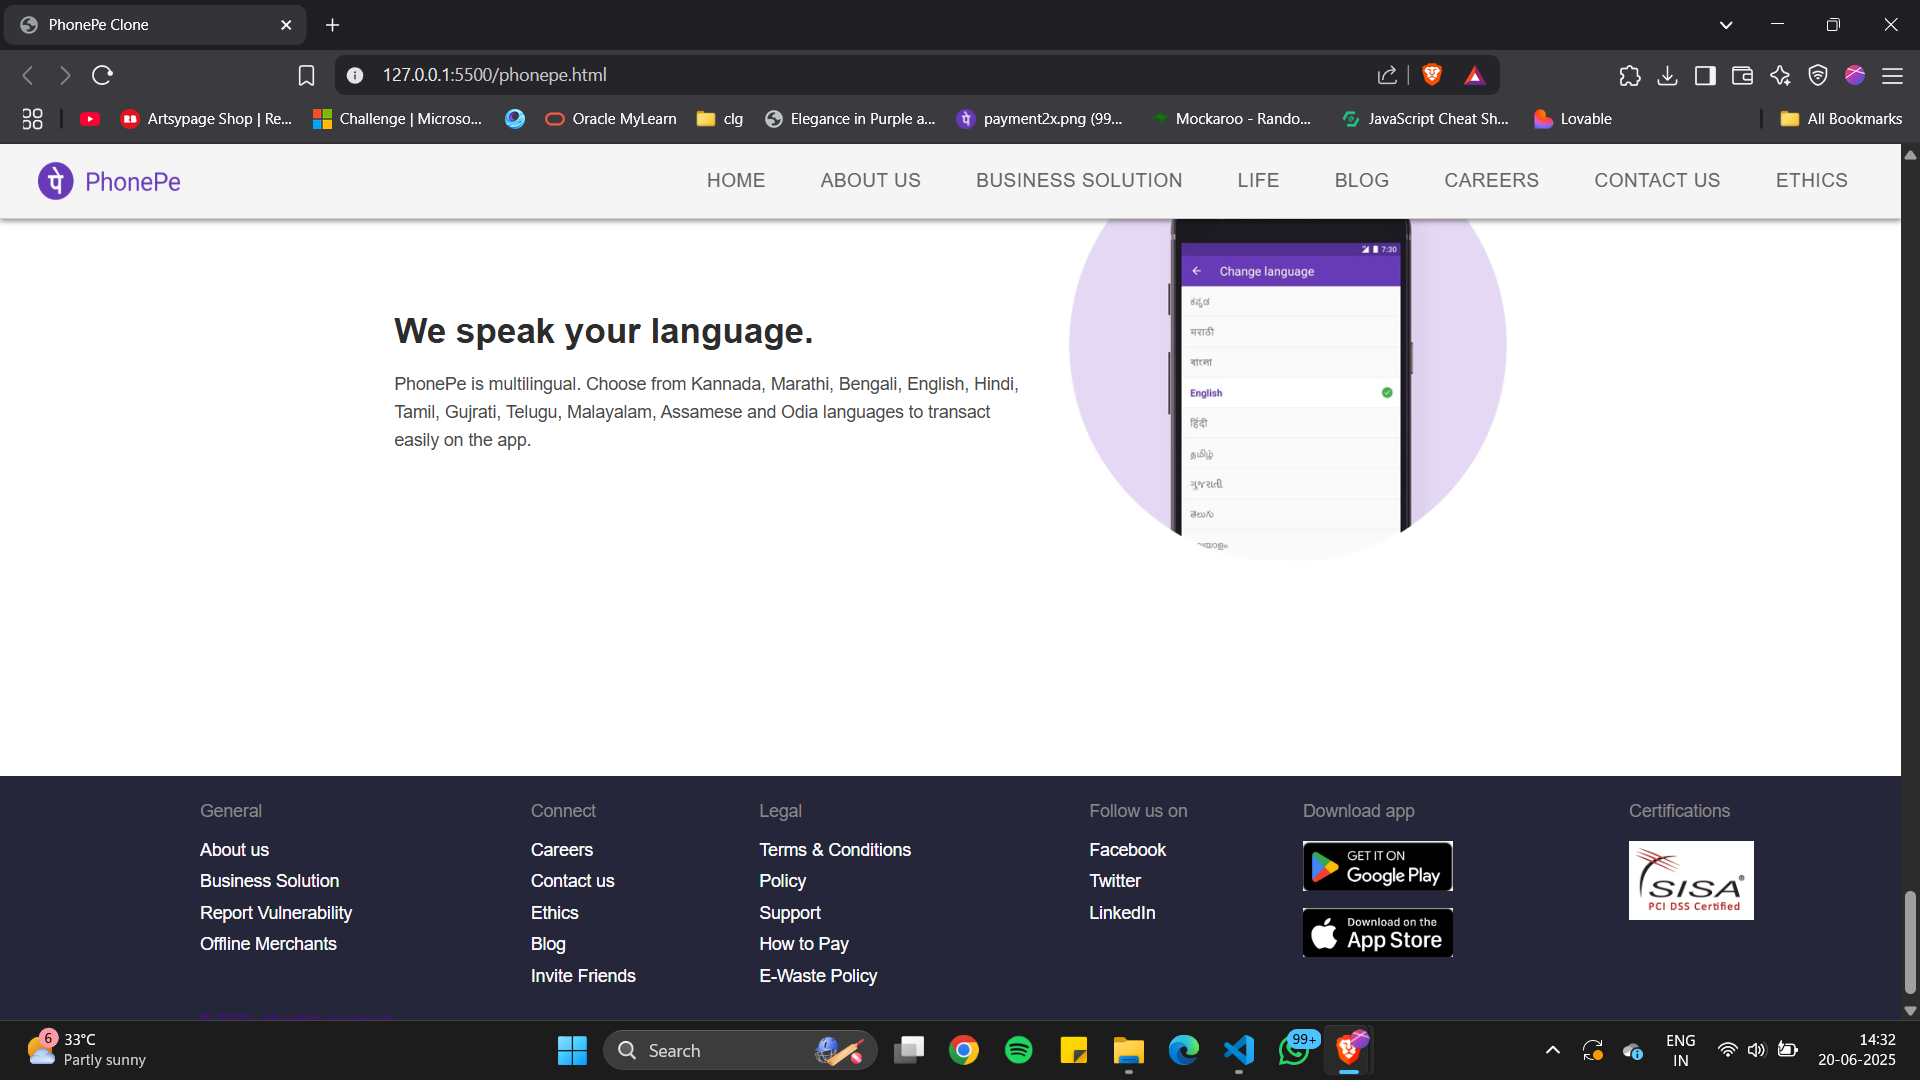 PhonePe Clone
127.0.0.1:5500/phonepe.html
Artsypage Shop | Re...
Challenge | Microso...
Oracle MyLearn
clg
Elegance in Purple a...
payment2x.png (99...
Mockaroo - Rando...
JavaScript Cheat Sh...
Lovable
All Bookmarks
पे PhonePe
HOME
ABOUT US
BUSINESS SOLUTION
LIFE
BLOG
CAREERS
CONTACT US
ETHICS
We speak your language.
PhonePe is multilingual. Choose from Kannada, Marathi, Bengali, English, Hindi,
Tamil, Gujrati, Telugu, Malayalam, Assamese and Odia languages to transact
easily on the app.
7:30
Change language
ಕನ್ನಡ
मराठी
বাংলা
English
हिंदी
தமிழ்
ગુજરાતી
తెలుగు
General
About us
Business Solution
Report Vulnerability
Offline Merchants
Connect
Careers
Contact us
Ethics
Blog
Invite Friends
Legal
Terms & Conditions
Policy
Support
How to Pay
E-Waste Policy
Follow us on
Facebook
Twitter
LinkedIn
Download app
GET IT ON
Google Play
Download on the
App Store
Certifications
SISA®
PCI DSS Certified
6
33°C
Partly sunny
Search
99+
ENG
IN
14:32
20-06-2025